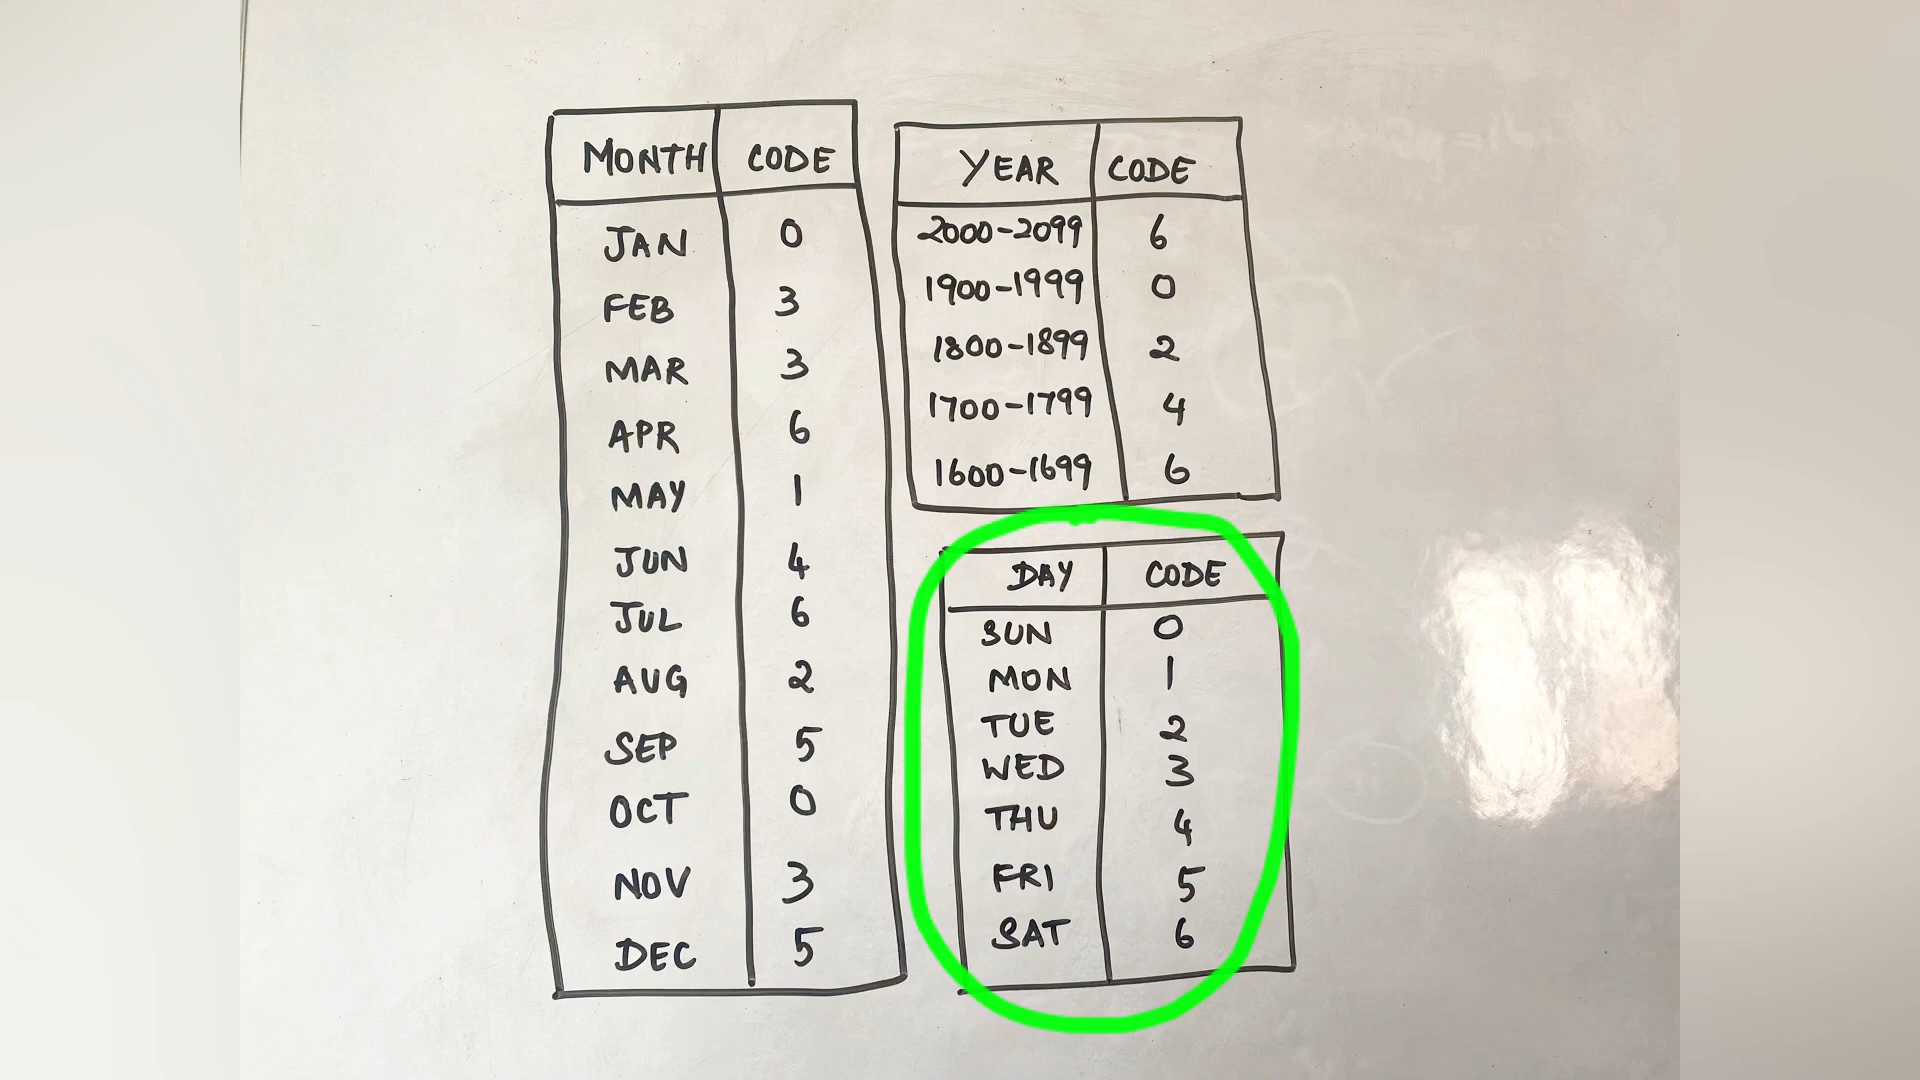 MONTH CODE
JAN 0
FEB 3
MAR 3
APR 6
MAY 1
JUN 4
JUL 6
AUG 2
SEP 5
OCT 0
NOV 3
DEC 5
YEAR CODE
2000-2099 6
1900-1999 0
1800-1899 2
1700-1799 4
1600-1699 6
DAY CODE
SUN 0
MON 1
TUE 2
WED 3
THU 4
FRI 5
SAT 6